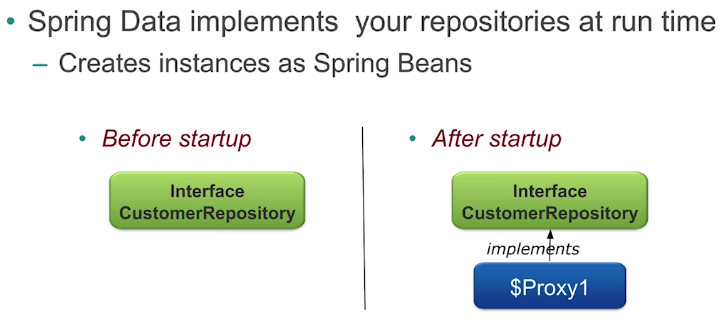 • Spring Data implements your repositories at run time
– Creates instances as Spring Beans
• Before startup
Interface
CustomerRepository
• After startup
Interface
CustomerRepository
implements
$Proxy1